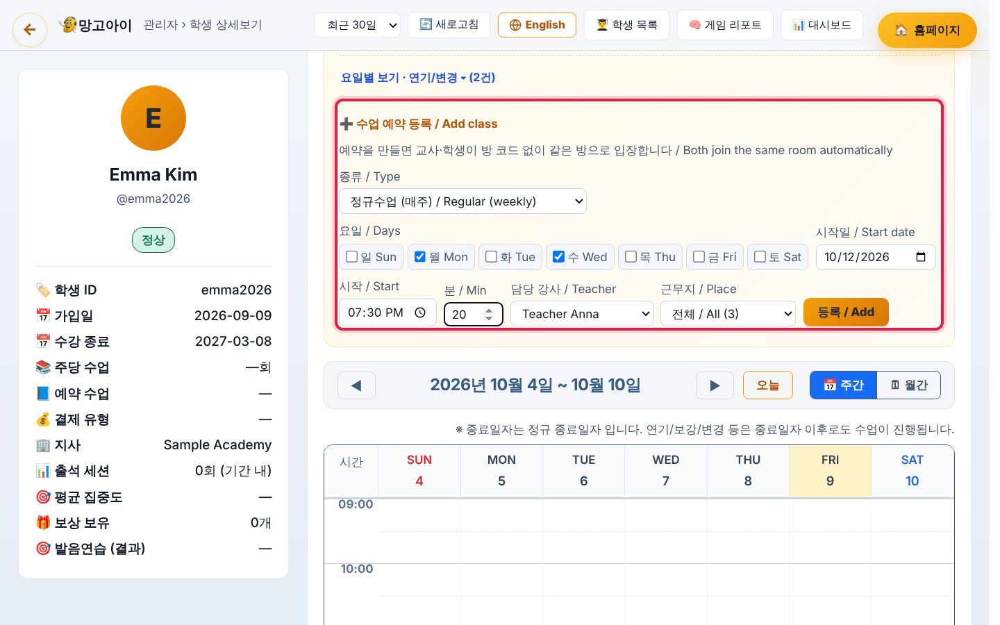 망고아이 관리자 › 학생 상세보기 최근 30일 새로고침 English 학생 목록 게임 리포트 대시보드 홈페이지
E
Emma Kim
@emma2026
정상
학생 ID emma2026
가입일 2026-09-09
수강 종료 2027-03-08
주당 수업 —회
예약 수업 —
결제 유형 —
지사 Sample Academy
출석 세션 0회 (기간 내)
평균 집중도 —
보상 보유 0개
발음연습 (결과) —
요일별 보기 · 연기/변경 (2건)
➕ 수업 예약 등록 / Add class
예약을 만들면 교사·학생이 방 코드 없이 같은 방으로 입장합니다 / Both join the same room automatically
종류 / Type
정규수업 (매주) / Regular (weekly)
요일 / Days 시작일 / Start date
일 Sun 월 Mon 화 Tue 수 Wed 목 Thu 금 Fri 토 Sat 10/12/2026
시작 / Start 분 / Min 담당 강사 / Teacher 근무지 / Place
07:30 PM 20 Teacher Anna 전체 / All (3) 등록 / Add
◀ 2026년 10월 4일 ~ 10월 10일 ▶ 오늘 주간 월간
※ 종료일자는 정규 종료일자 입니다. 연기/보강/변경 등은 종료일자 이후로도 수업이 진행됩니다.
시간 SUN MON TUE WED THU FRI SAT
4 5 6 7 8 9 10
09:00
10:00